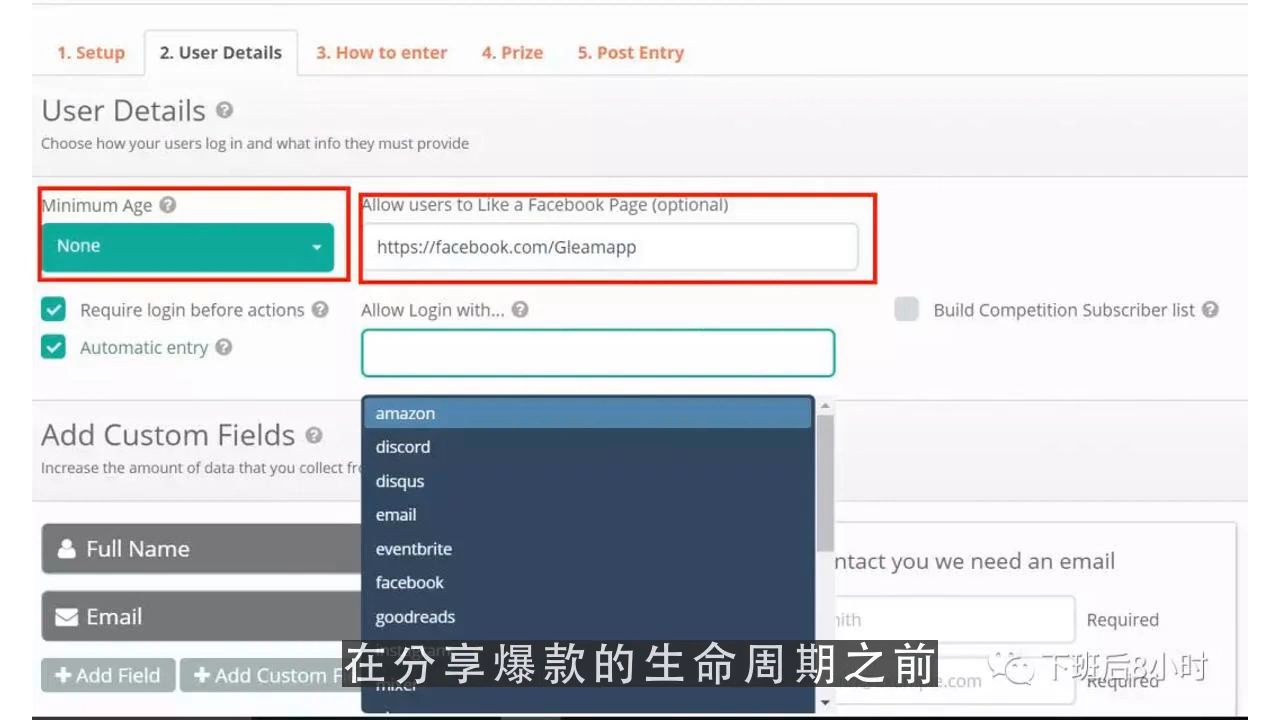 1. Setup
2. User Details
3. How to enter
4. Prize
5. Post Entry
User Details
Choose how your users log in and what info they must provide
Minimum Age
Allow users to Like a Facebook Page (optional)
None
https://facebook.com/Gleamapp
Require login before actions
Allow Login with...
Build Competition Subscriber list
Automatic entry
amazon
discord
disqus
email
eventbrite
facebook
goodreads
instagram
mixer
Add Custom Fields
Increase the amount of data that you collect
Full Name
Email
Add Field
Add Custom
we need an email
Required
Required
在分享爆款的生命周期之前
下班后8小时